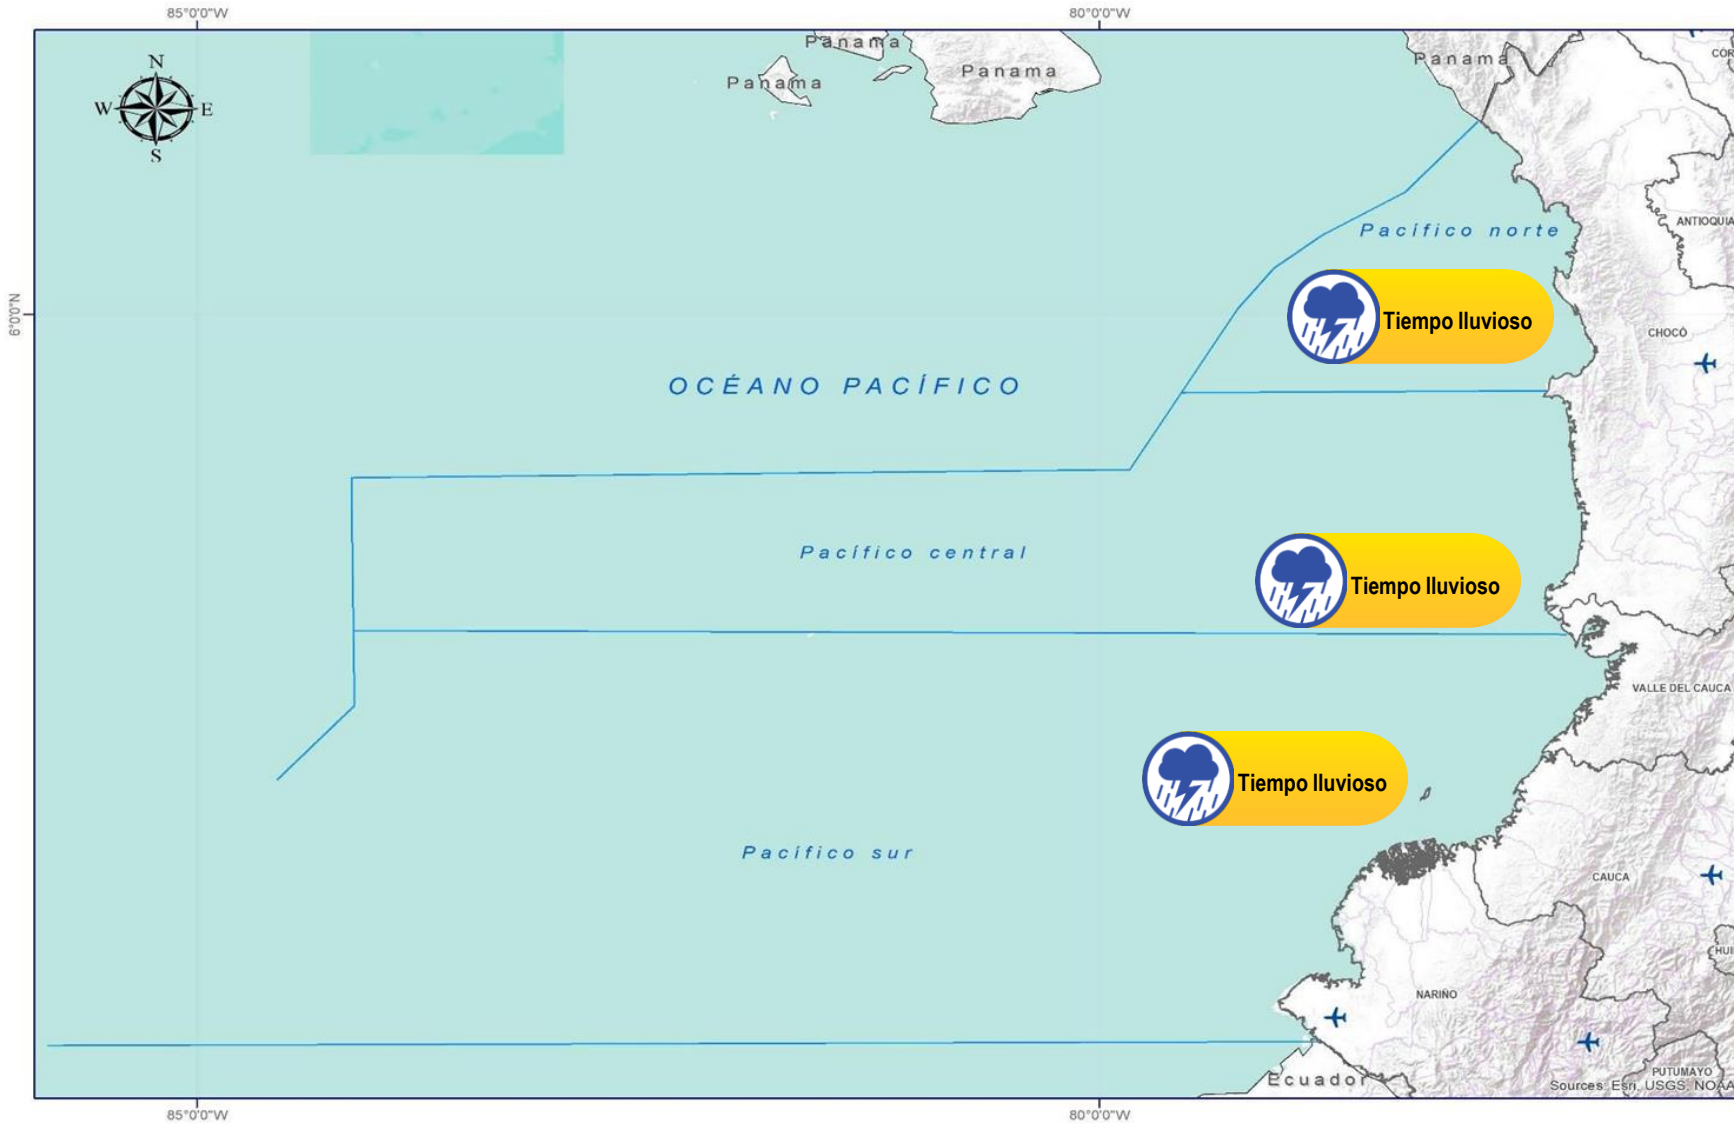 85°0'0"W
80°0'0"W
N
W
E
S
Panama
Panama
Panama
Panama
CÓR
ANTIOQUIA
Pacífico norte
6°0'0"N
Tiempo lluvioso
CHOCÓ
OCÉANO PACÍFICO
Pacífico central
Tiempo lluvioso
VALLE DEL CAUCA
Tiempo lluvioso
Pacífico sur
CAUCA
HUI
NARIÑO
PUTUMAYO
Ecuador
Sources: Esri, USGS, NOAA
85°0'0"W
80°0'0"W